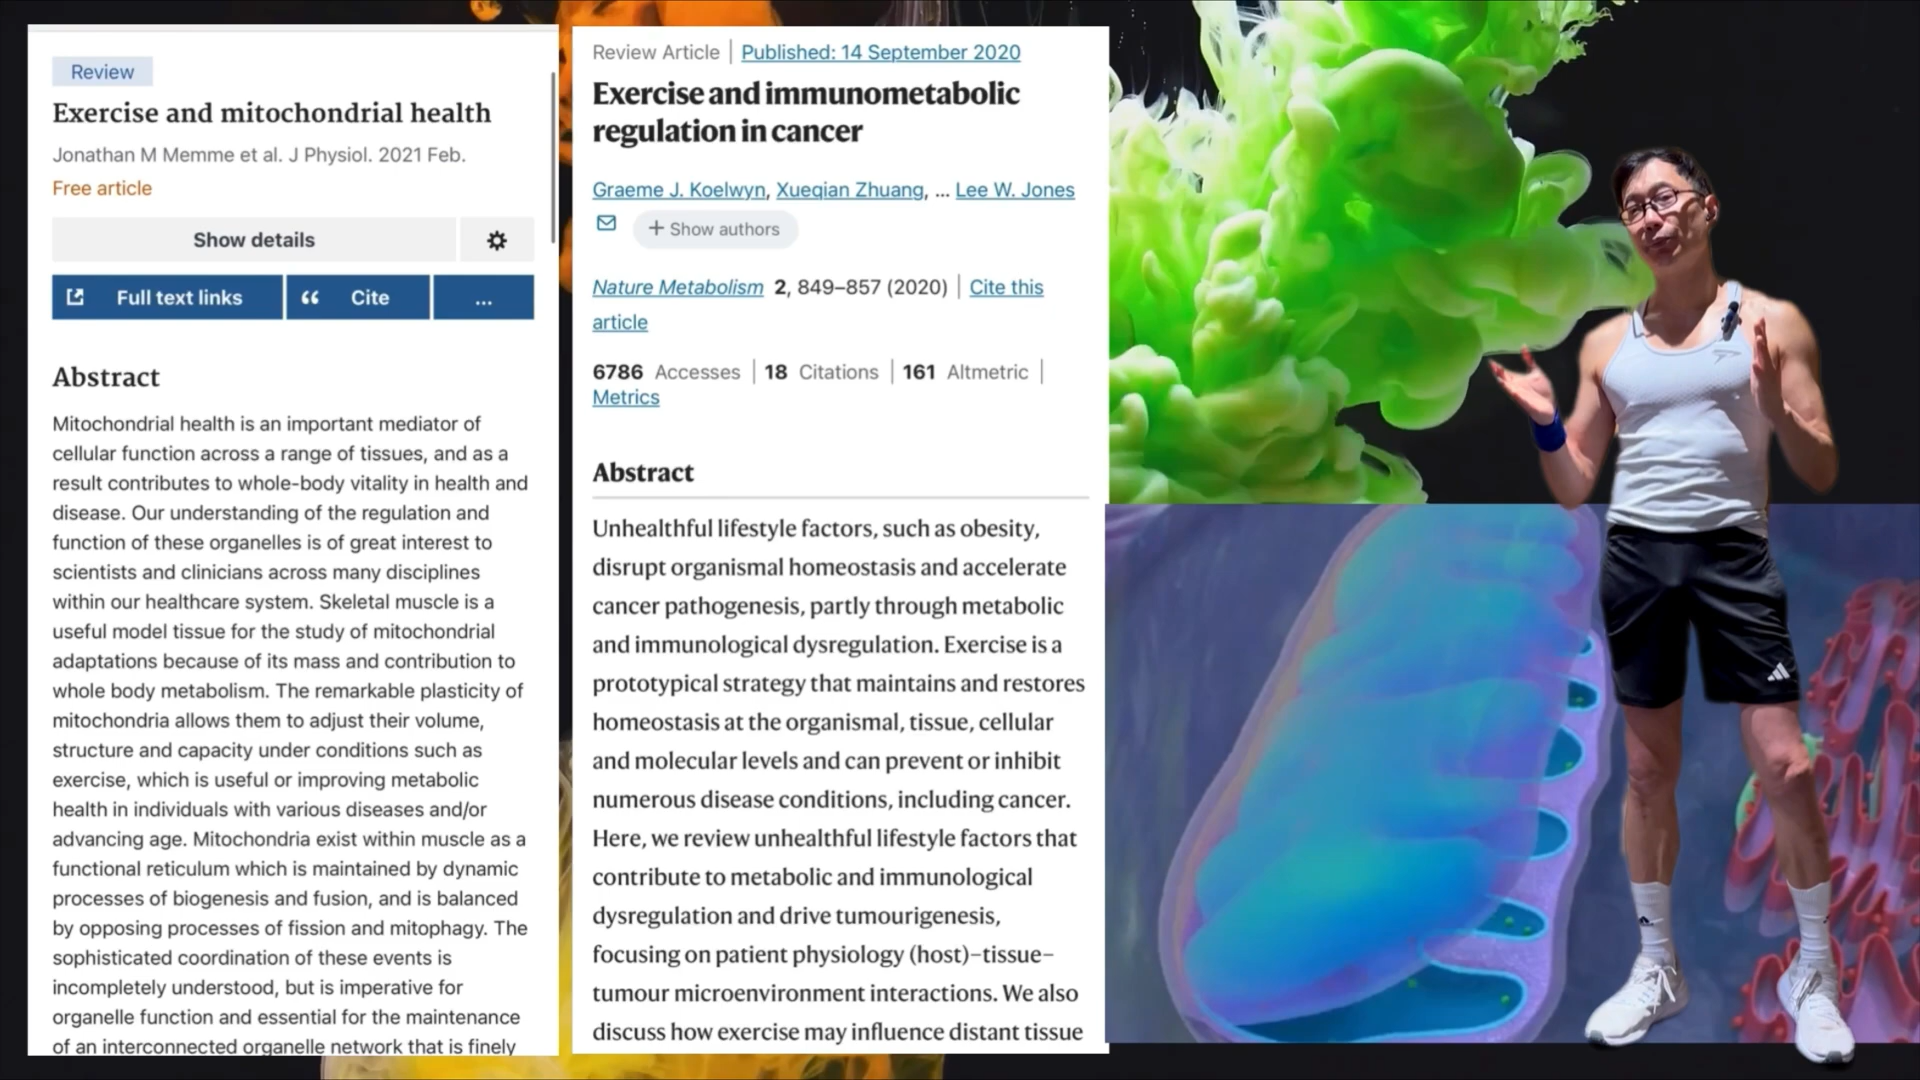 Review
Exercise and mitochondrial health
Jonathan M Memme et al. J Physiol. 2021 Feb.
Free article
Show details
Full text links
Cite
...
Abstract
Mitochondrial health is an important mediator of
cellular function across a range of tissues, and as a
result contributes to whole-body vitality in health and
disease. Our understanding of the regulation and
function of these organelles is of great interest to
scientists and clinicians across many disciplines
within our healthcare system. Skeletal muscle is a
useful model tissue for the study of mitochondrial
adaptations because of its mass and contribution to
whole body metabolism. The remarkable plasticity of
mitochondria allows them to adjust their volume,
structure and capacity under conditions such as
exercise, which is useful or improving metabolic
health in individuals with various diseases and/or
advancing age. Mitochondria exist within muscle as a
functional reticulum which is maintained by dynamic
processes of biogenesis and fusion, and is balanced
by opposing processes of fission and mitophagy. The
sophisticated coordination of these events is
incompletely understood, but is imperative for
organelle function and essential for the maintenance
of an interconnected organelle network that is finely
Review Article | Published: 14 September 2020
Exercise and immunometabolic
regulation in cancer
Graeme J. Koelwyn, Xueqian Zhuang, ... Lee W. Jones
+ Show authors
Nature Metabolism 2, 849–857 (2020) | Cite this
article
6786 Accesses | 18 Citations | 161 Altmetric |
Metrics
Abstract
Unhealthful lifestyle factors, such as obesity,
disrupt organismal homeostasis and accelerate
cancer pathogenesis, partly through metabolic
and immunological dysregulation. Exercise is a
prototypical strategy that maintains and restores
homeostasis at the organismal, tissue, cellular
and molecular levels and can prevent or inhibit
numerous disease conditions, including cancer.
Here, we review unhealthful lifestyle factors that
contribute to metabolic and immunological
dysregulation and drive tumourigenesis,
focusing on patient physiology (host)–tissue–
tumour microenvironment interactions. We also
discuss how exercise may influence distant tissue